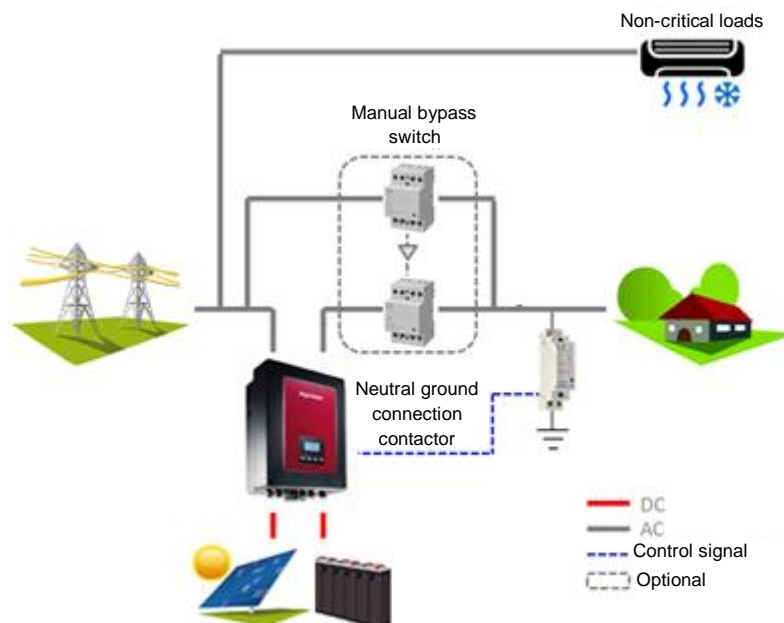 Non-critical loads
Manual bypass
switch
Neutral ground
connection
contactor
DC
AC
Control signal
Optional